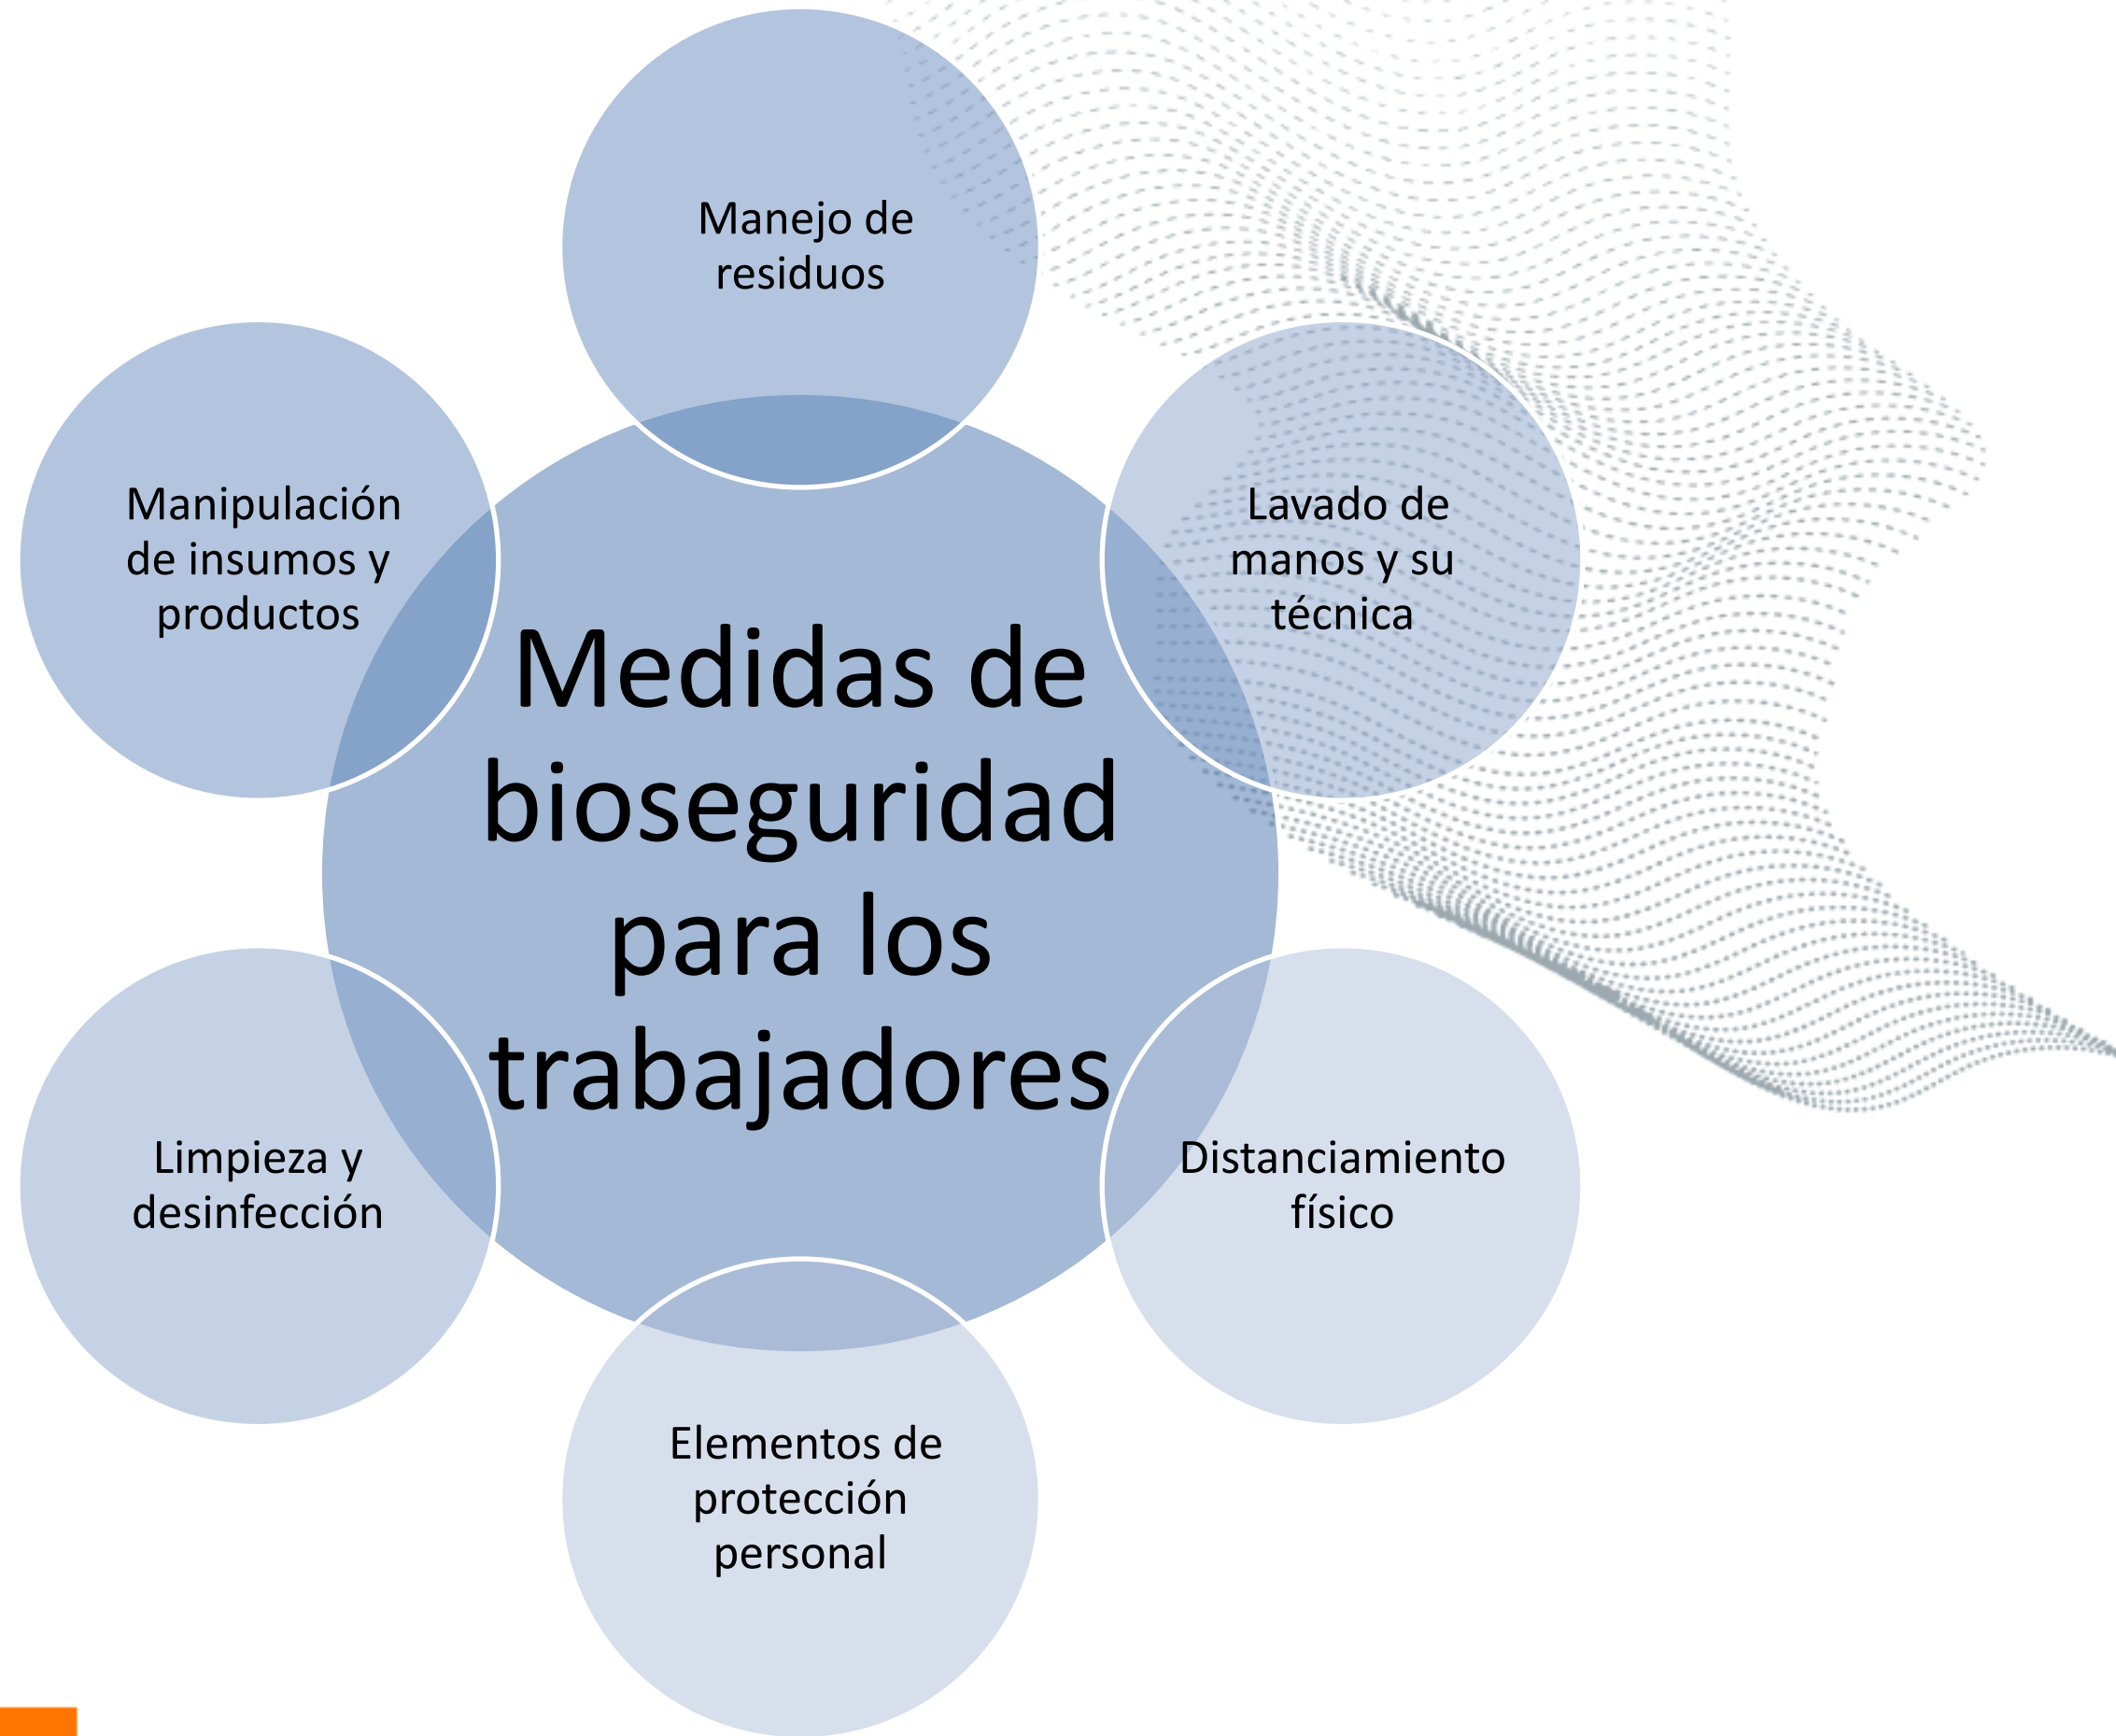 Manejo de
residuos
Lavado de
manos y su
técnica
Distanciamiento
físico
Elementos de
protección
personal
Limpieza y
desinfección
Manipulación
de insumos y
productos
Medidas de
bioseguridad
para los
trabajadores